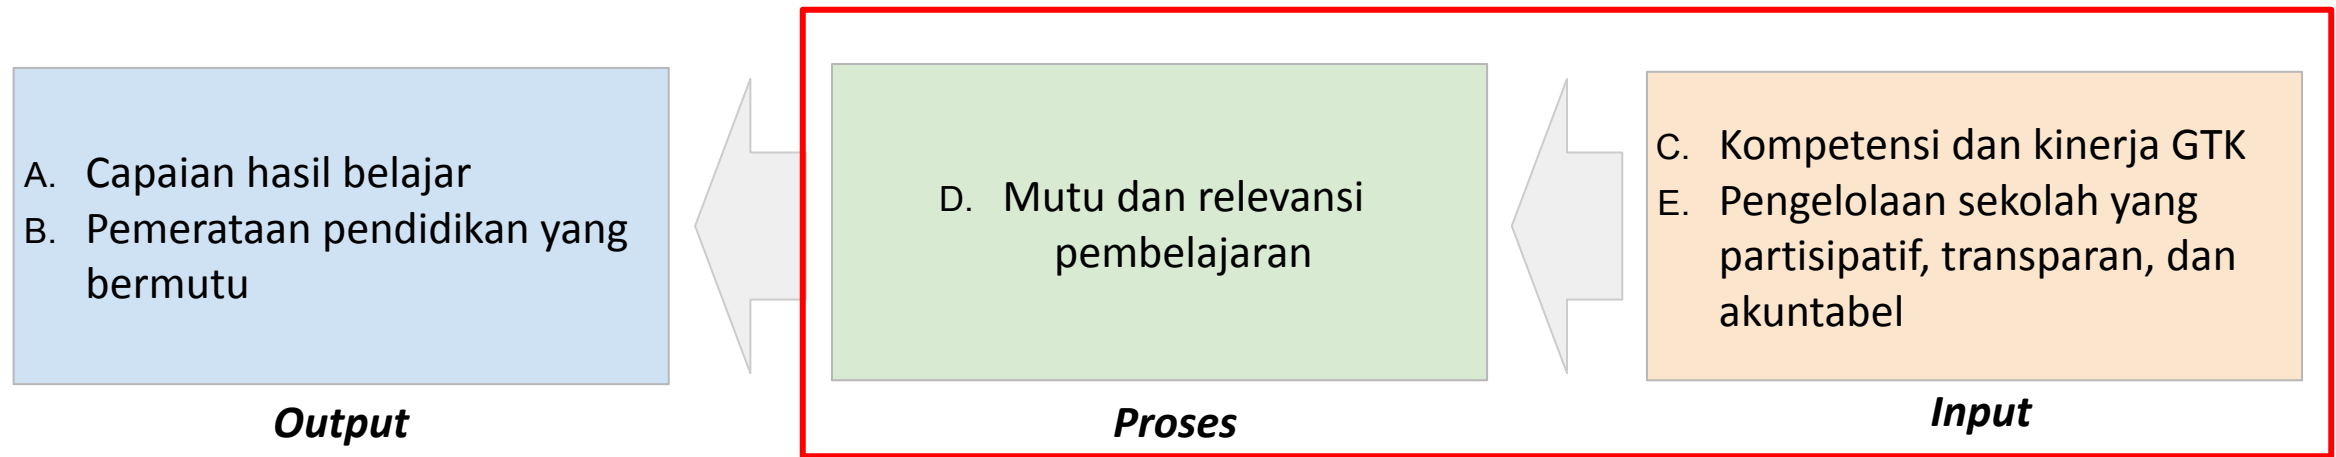 A. Capaian hasil belajar
B. Pemerataan pendidikan yang
bermutu
Output
D. Mutu dan relevansi
pembelajaran
Proses
C. Kompetensi dan kinerja GTK
E. Pengelolaan sekolah yang
partisipatif, transparan, dan
akuntabel
Input